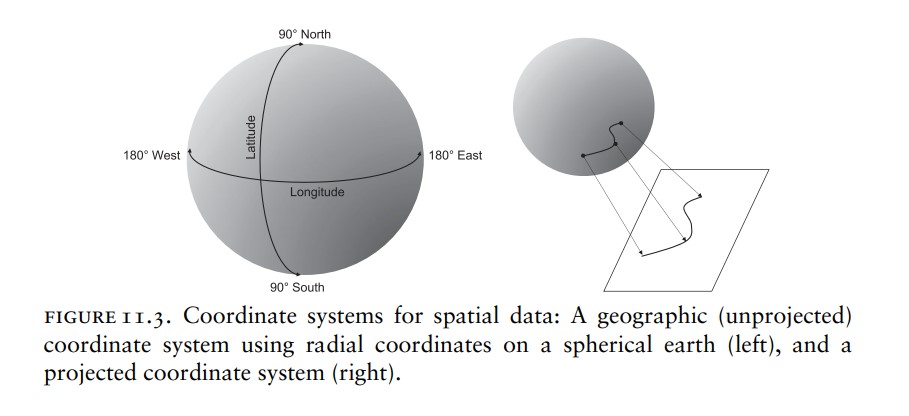 90° North
Latitude
180° West
180° East
Longitude
90° South
FIGURE 11.3. Coordinate systems for spatial data: A geographic (unprojected)
coordinate system using radial coordinates on a spherical earth (left), and a
projected coordinate system (right).